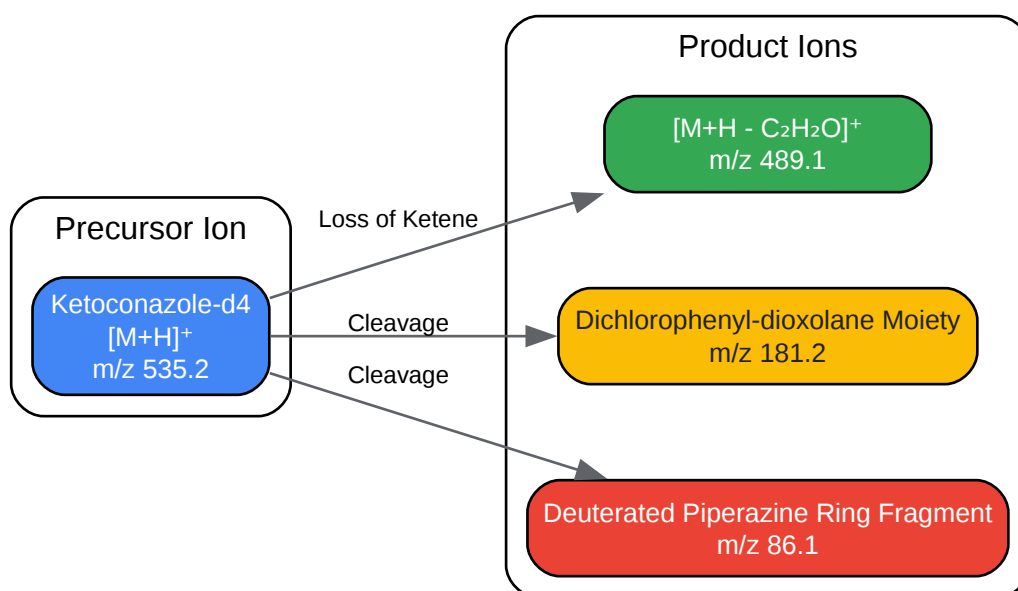 Product Ions
[M+H - C₂H₂O]⁺
m/z 489.1
Loss of Ketene
Precursor Ion
Ketoconazole-d4
[M+H]⁺
m/z 535.2
Cleavage
Dichlorophenyl-dioxolane Moiety
m/z 181.2
Cleavage
Deuterated Piperazine Ring Fragment
m/z 86.1